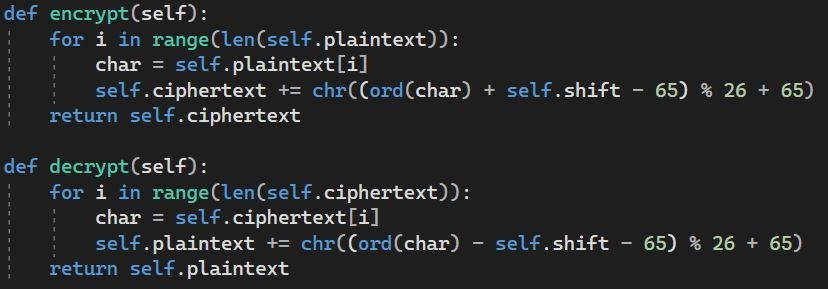 def encrypt(self):
    for i in range(len(self.plaintext)):
        char = self.plaintext[i]
        self.ciphertext += chr((ord(char) + self.shift - 65) % 26 + 65)
    return self.ciphertext

def decrypt(self):
    for i in range(len(self.ciphertext)):
        char = self.ciphertext[i]
        self.plaintext += chr((ord(char) - self.shift - 65) % 26 + 65)
    return self.plaintext